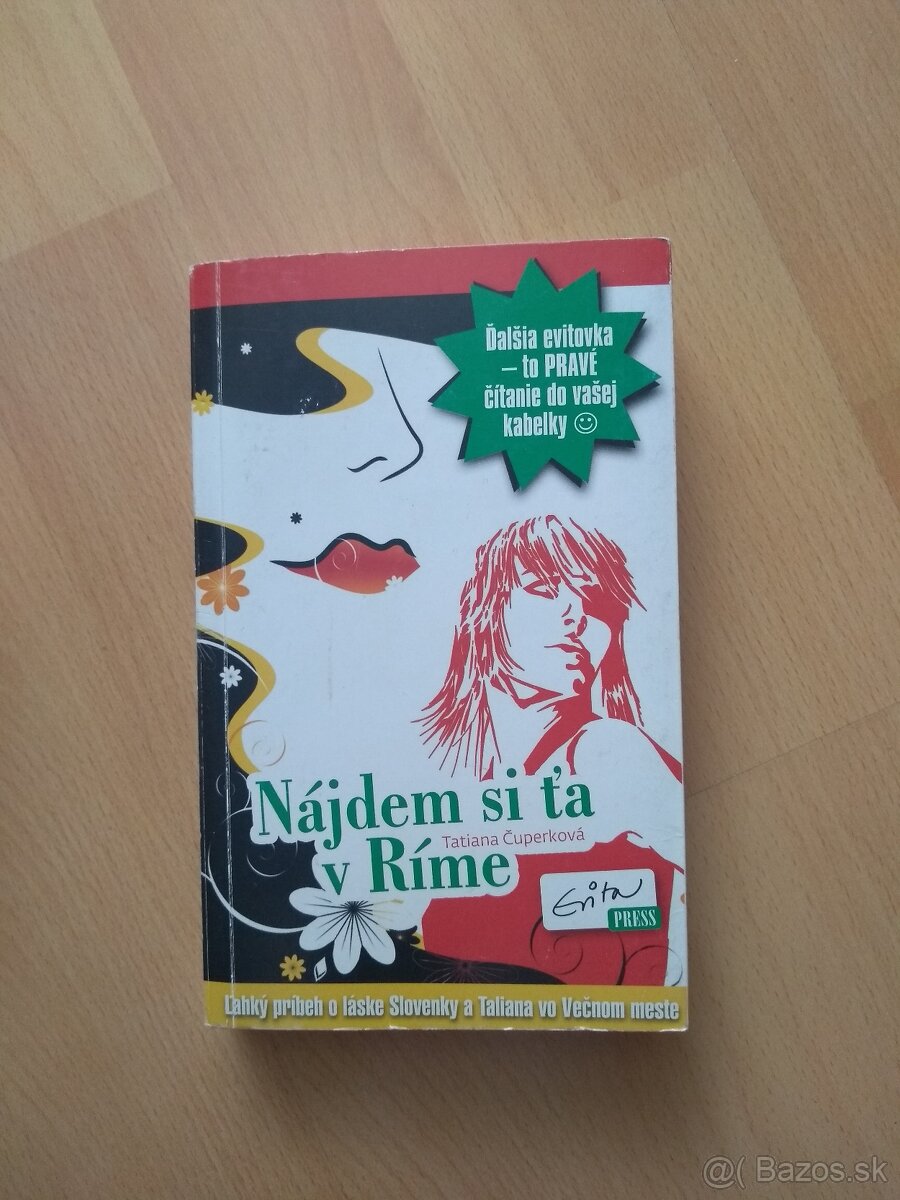 Ďalšia evitovka
– to PRAVÉ
čítanie do vašej
kabelky ☺
Nájdem si ťa
Tatiana Čuperková
v Ríme
Evita
PRESS
Ľahký príbeh o láske Slovenky a Taliana vo Večnom meste
@( Bazos.sk